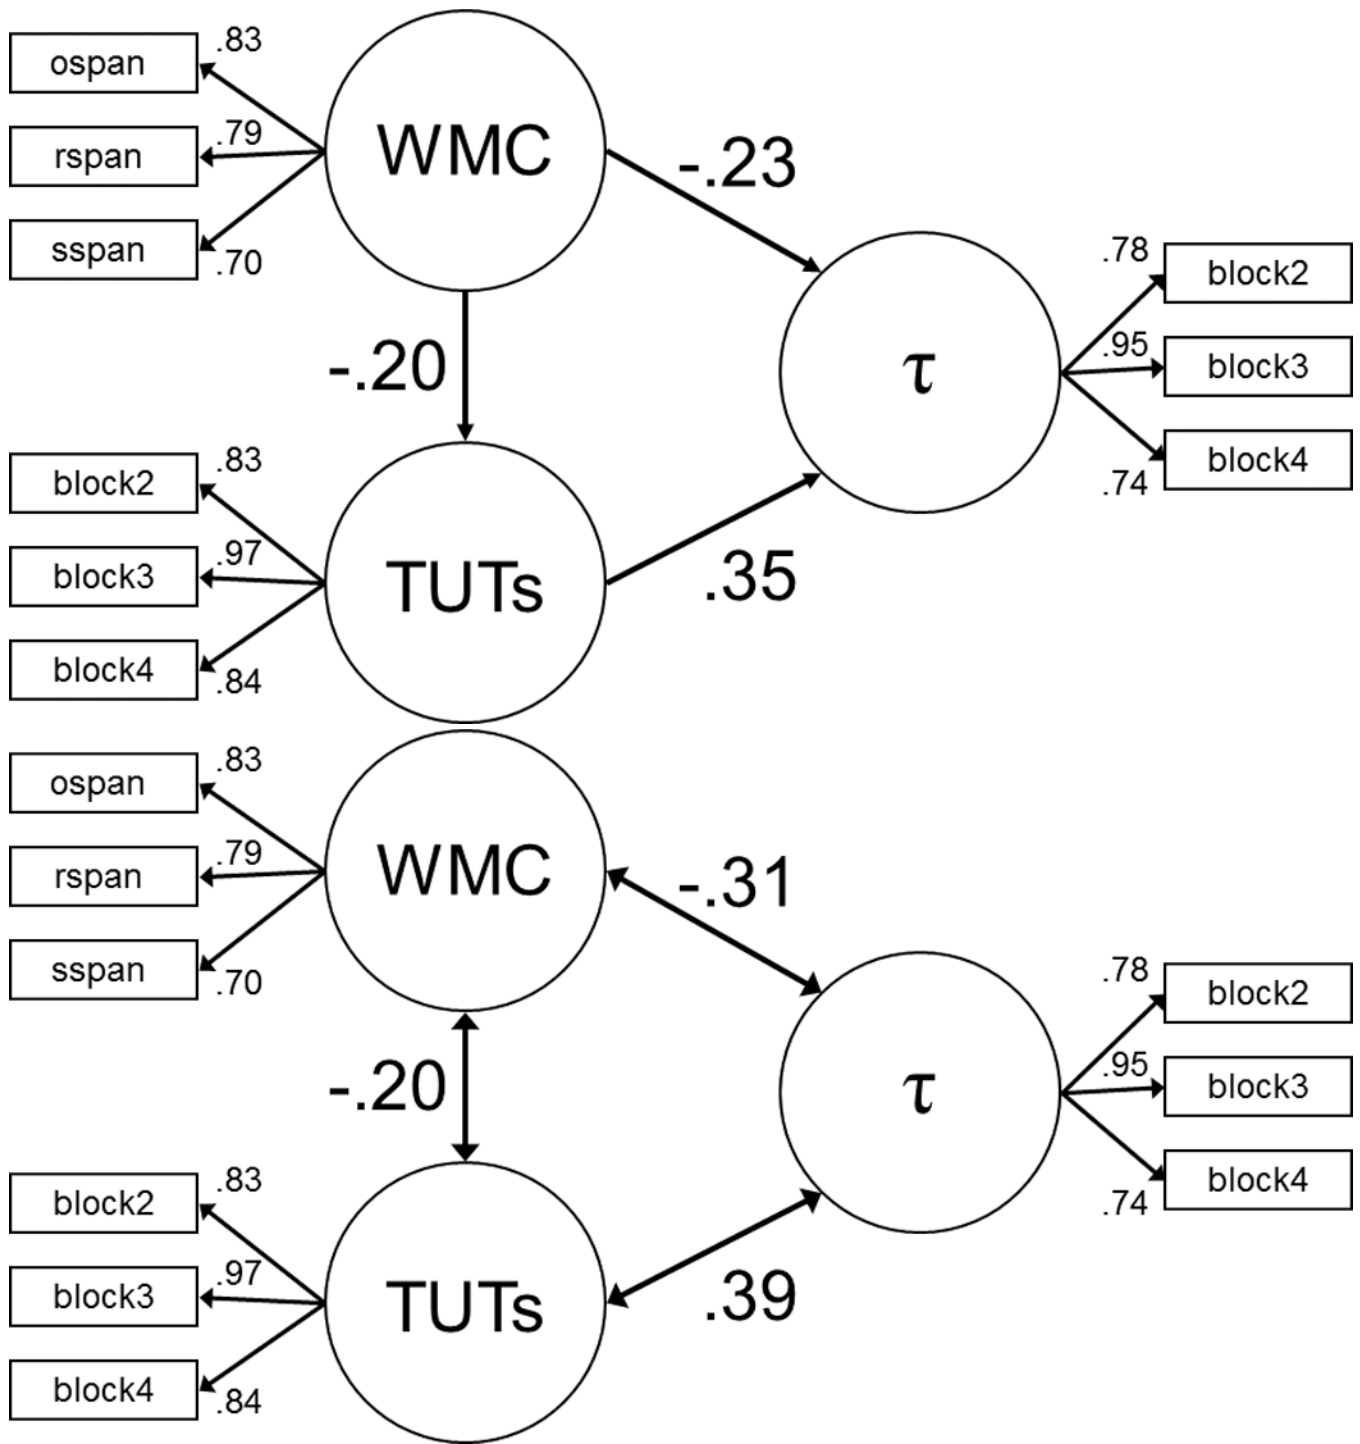 .83
ospan
WMC
-.23
.79
rspan
sspan
.70
.78
block2
-.20
τ
.95
block3
.83
block2
block4
.74
.97
block3
TUTs
.35
block4
.84
.83
ospan
WMC
-.31
.79
rspan
sspan
.70
.78
block2
-.20
τ
.95
block3
.83
block2
block4
.74
.97
block3
TUTs
.39
block4
.84